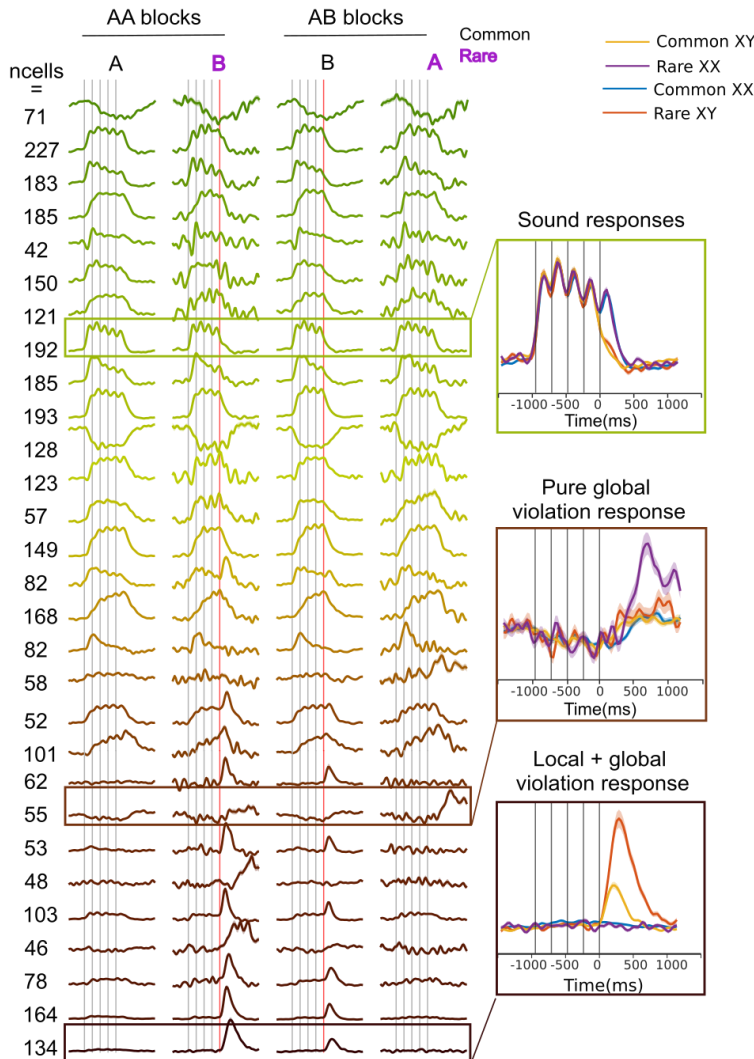 AA blocks
AB blocks
Common
Rare
A
B
B
A
Common XY
Rare XX
Common XX
Rare XY
ncells
=
71
227
183
185
42
150
121
192
185
193
128
123
57
149
82
168
82
58
52
101
62
55
53
48
103
46
78
164
134
Sound responses
-1000 -500 0 500 1000
Time(ms)
Pure global
violation response
-1000 -500 0 500 1000
Time(ms)
Local + global
violation response
-1000 -500 0 500 1000
Time(ms)